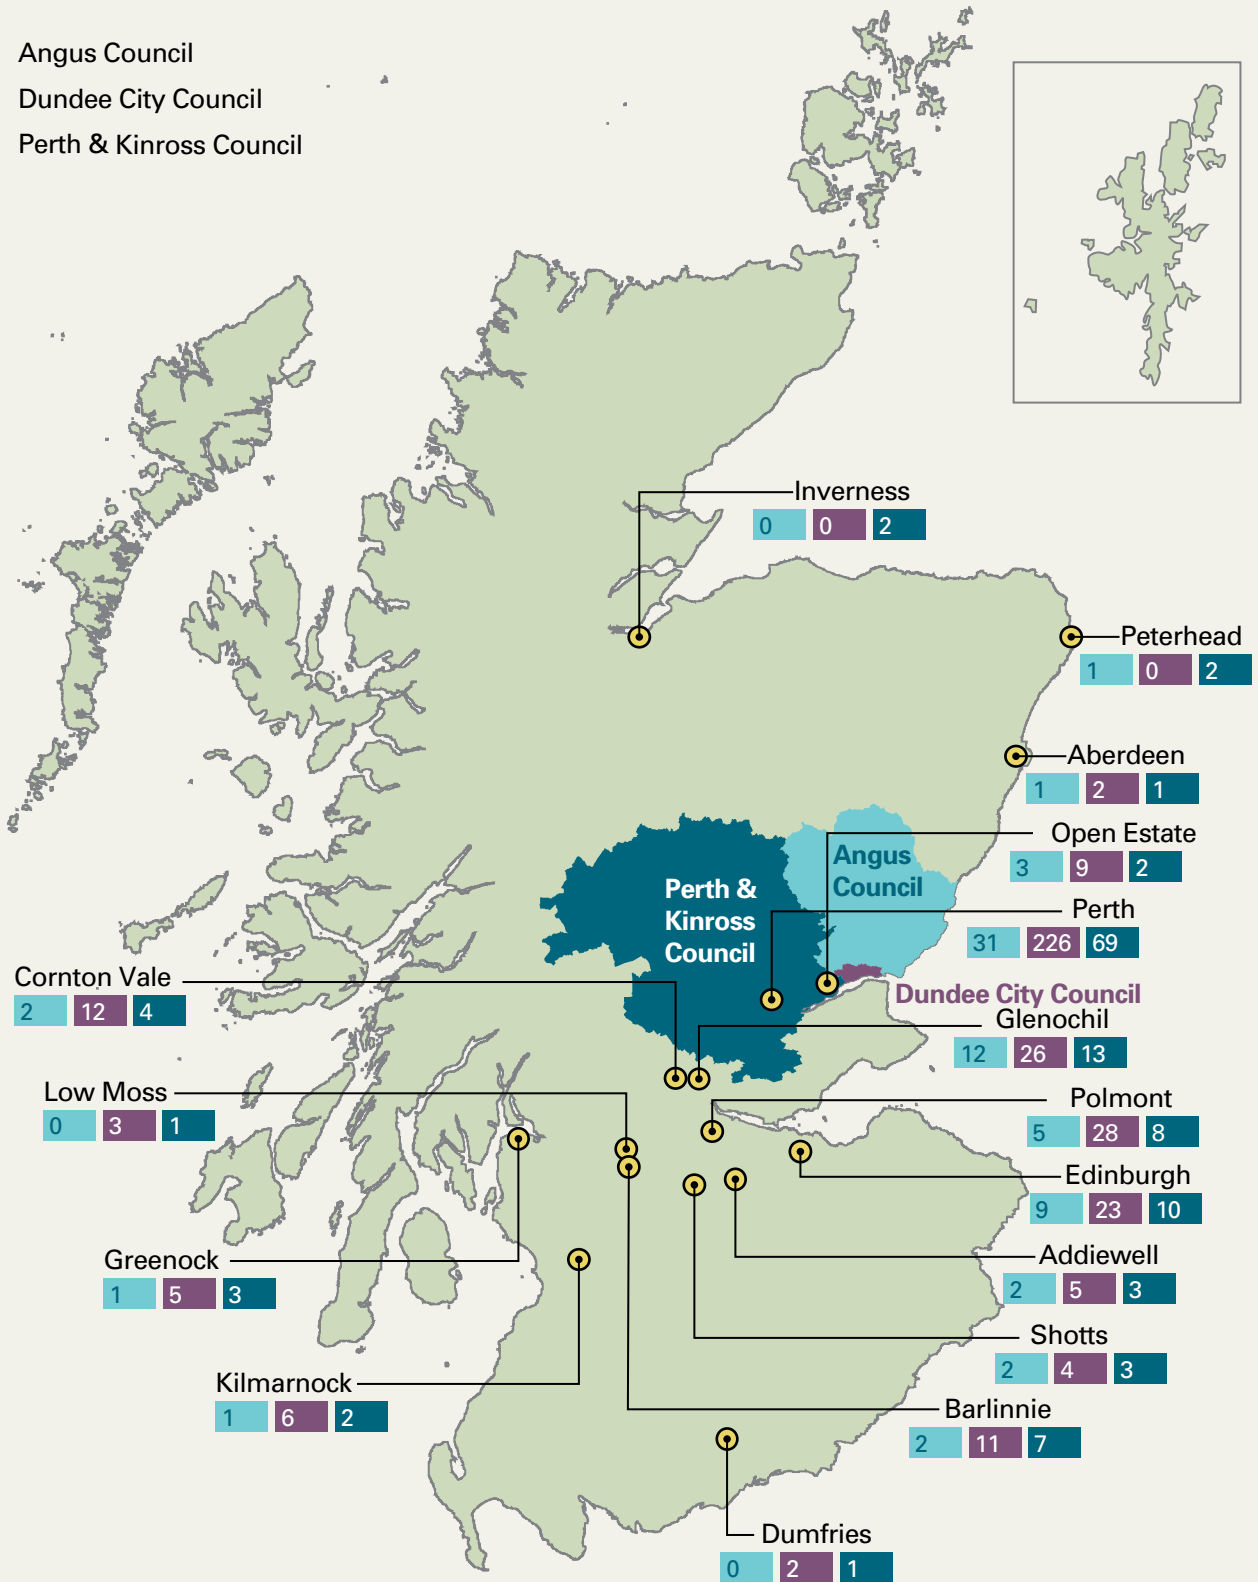 Angus Council
Dundee City Council
Perth & Kinross Council
Inverness
0 0 2
Peterhead
1 0 2
Aberdeen
1 2 1
Open Estate
3 9 2
Angus
Council
Perth &
Kinross
Council
Perth
31 226 69
Cornton Vale
2 12 4
Dundee City Council
Glenochil
12 26 13
Low Moss
0 3 1
Polmont
5 28 8
Edinburgh
9 23 10
Greenock
1 5 3
Addiewell
2 5 3
Shotts
2 4 3
Kilmarnock
1 6 2
Barlinnie
2 11 7
Dumfries
0 2 1